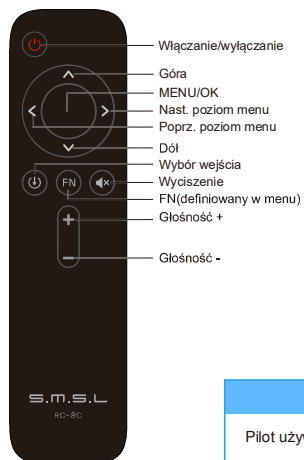 Włączanie/wyłączanie
Góra
MENU/OK
Nast. poziom menu
Poprz. poziom menu
Dół
Wybór wejścia
Wyciszenie
FN(definiowany w menu)
Głośność +
Głośność -
FN
S.M.S.L
RC-8C
Pilot uży